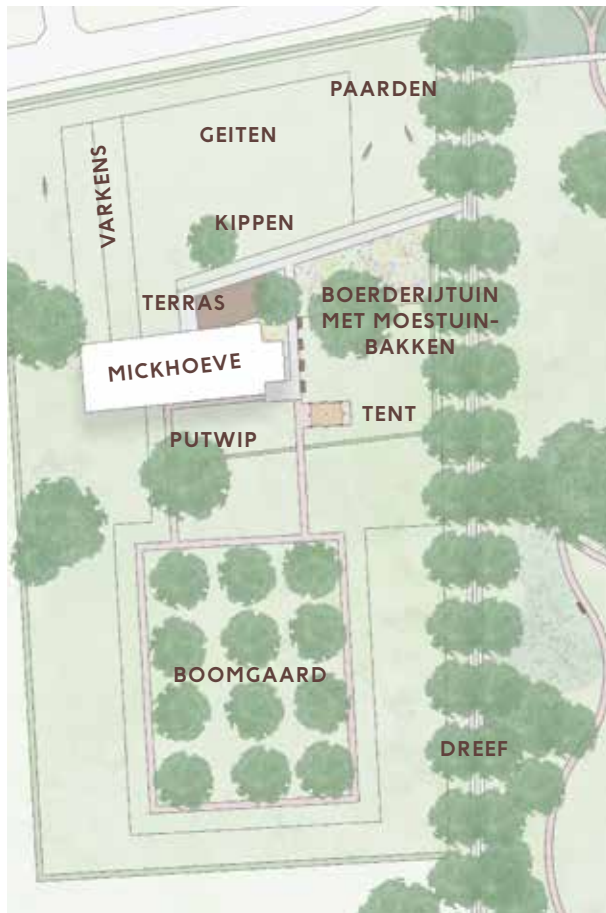 PAARDEN
GEITEN
VARKENS
KIPPEN
TERRAS
BOERDERIJTUIN
MET MOESTUIN-
BAKKEN
MICKHOEVE
TENT
PUTWIP
BOOMGAARD
DREEF